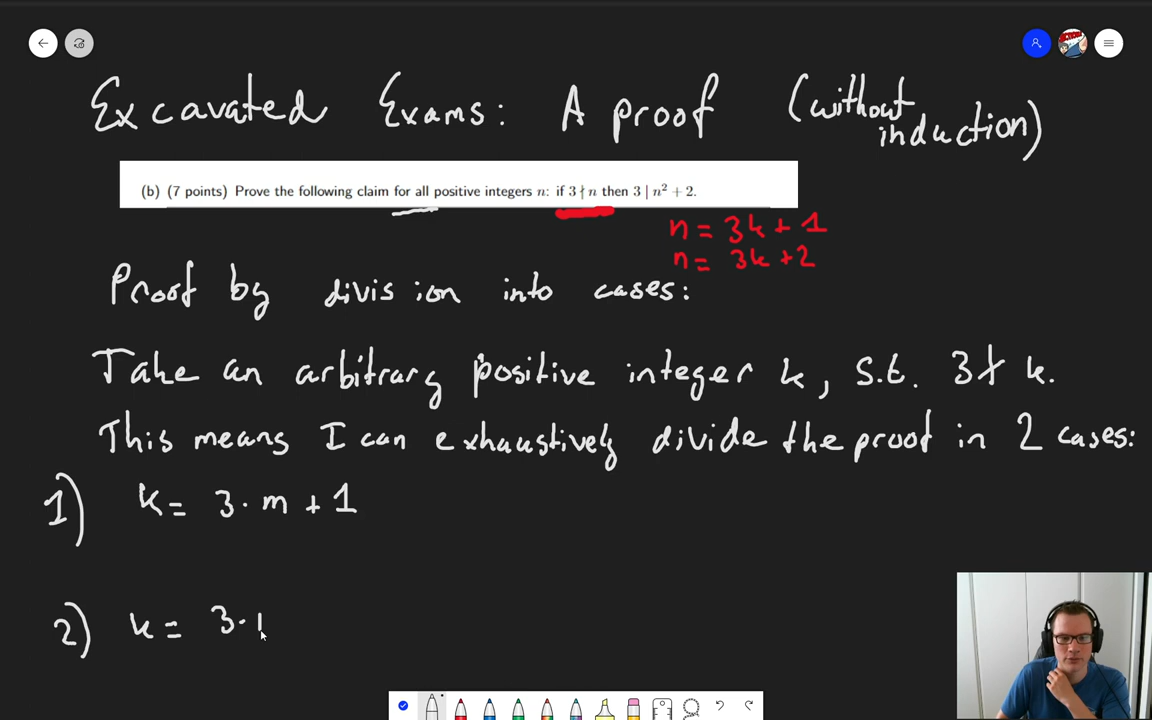 Excavated Exams: A proof (without induction)
(b) (7 points) Prove the following claim for all positive integers n: if 3 ∤ n then 3 | n² + 2.
n = 3k + 1
n = 3k + 2
Proof by division into cases:
Take an arbitrary positive integer k, s.t. 3 ∤ k.
This means I can exhaustively divide the proof in 2 cases:
1) k = 3 · m + 1
2) k = 3 ·